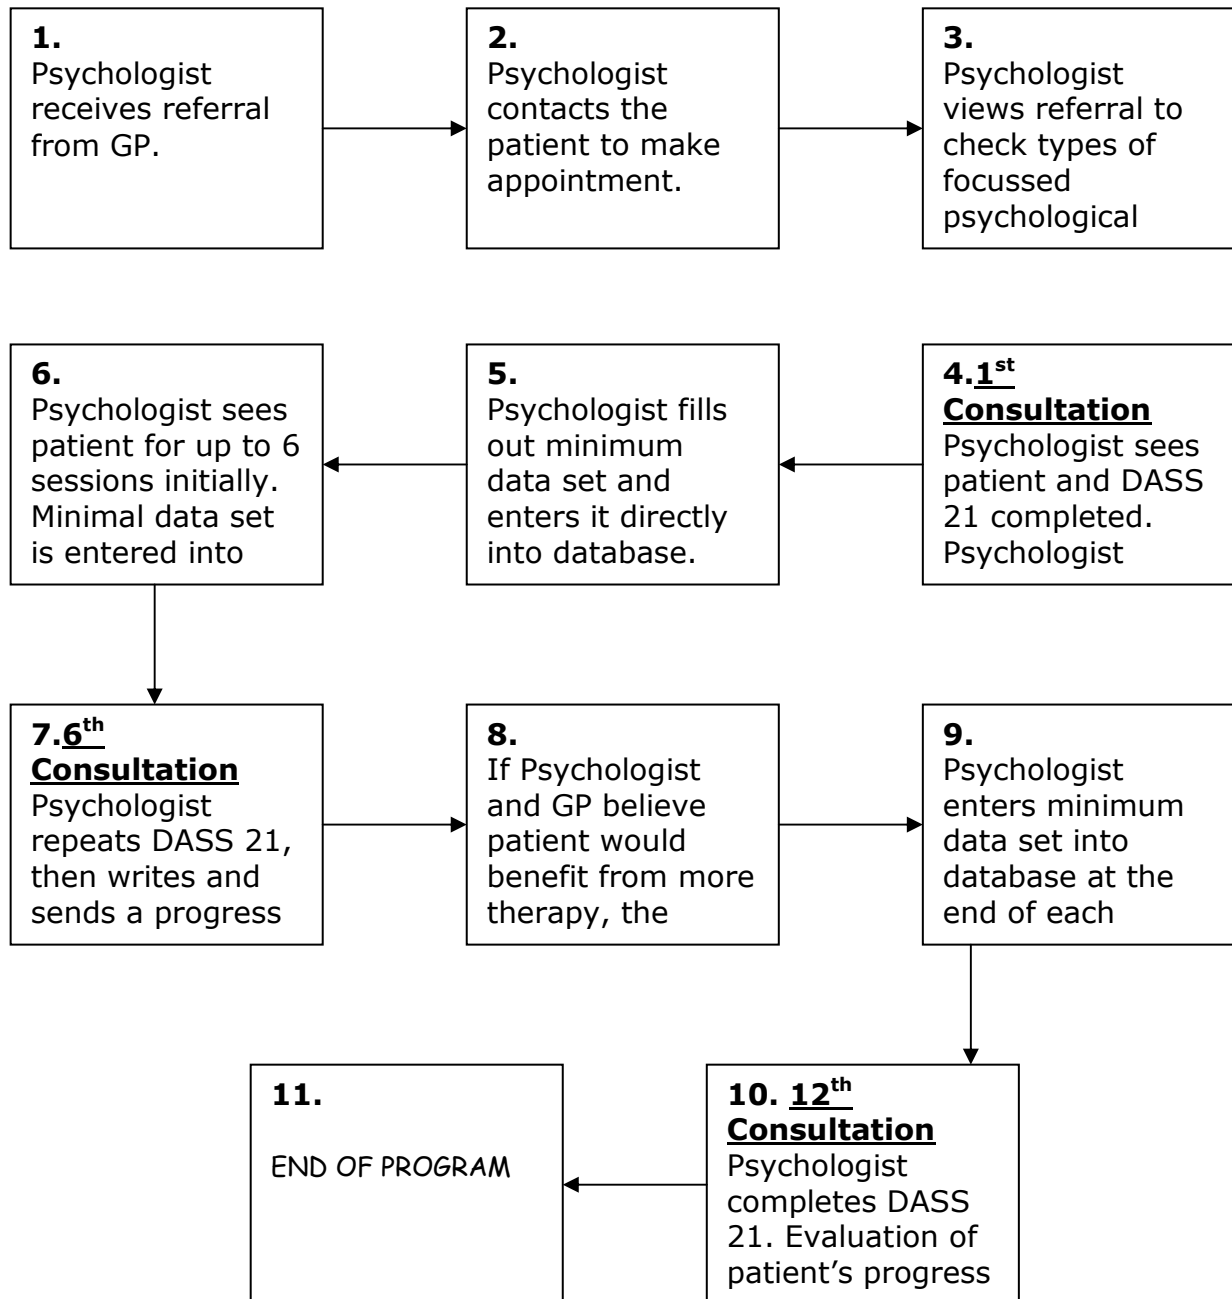 1.
Psychologist
receives referral
from GP.
2.
Psychologist
contacts the
patient to make
appointment.
3.
Psychologist
views referral to
check types of
focussed
psychological
4.1st
Consultation
Psychologist sees
patient and DASS
21 completed.
Psychologist
5.
Psychologist fills
out minimum
data set and
enters it directly
into database.
6.
Psychologist sees
patient for up to 6
sessions initially.
Minimal data set
is entered into
7.6th
Consultation
Psychologist
repeats DASS 21,
then writes and
sends a progress
8.
If Psychologist
and GP believe
patient would
benefit from more
therapy, the
9.
Psychologist
enters minimum
data set into
database at the
end of each
10. 12th
Consultation
Psychologist
completes DASS
21. Evaluation of
patient’s progress
11.
END OF PROGRAM